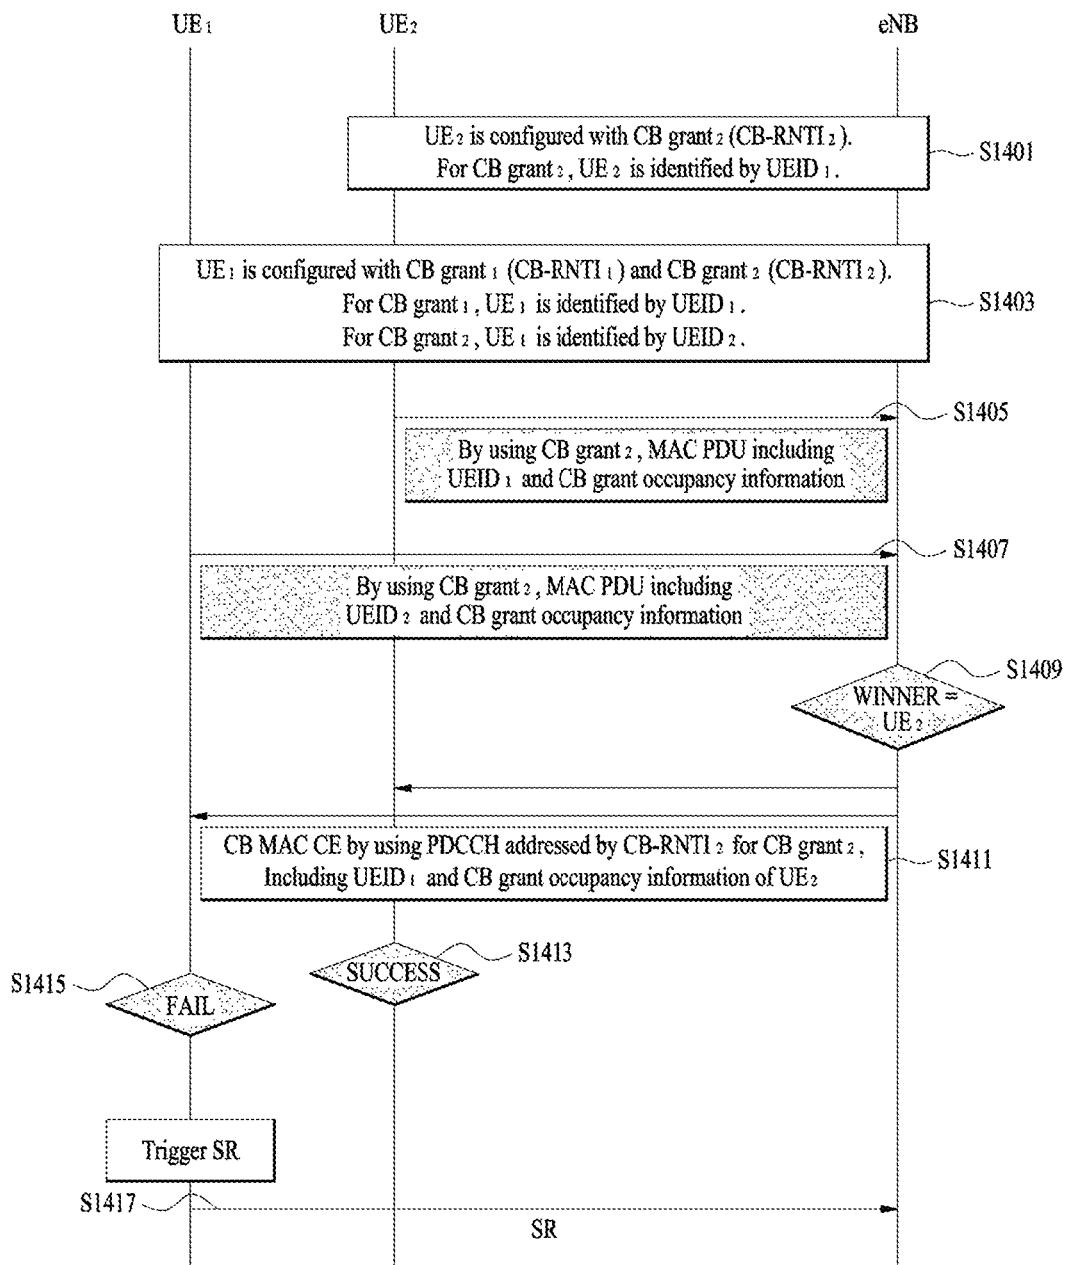 UE₁ UE₂ eNB
UE₂ is configured with CB grant₂ (CB-RNTI₂).
For CB grant₂, UE₂ is identified by UEID₁.
S1401
UE₁ is configured with CB grant₁ (CB-RNTI₁) and CB grant₂ (CB-RNTI₂).
For CB grant₁, UE₁ is identified by UEID₁.
For CB grant₂, UE₁ is identified by UEID₂.
S1403
S1405
By using CB grant₂, MAC PDU including
UEID₁ and CB grant occupancy information
S1407
By using CB grant₂, MAC PDU including
UEID₂ and CB grant occupancy information
S1409
WINNER =
UE₂
CB MAC CE by using PDCCH addressed by CB-RNTI₂ for CB grant₂,
Including UEID₁ and CB grant occupancy information of UE₂
S1411
S1413
SUCCESS
S1415
FAIL
Trigger SR
S1417
SR